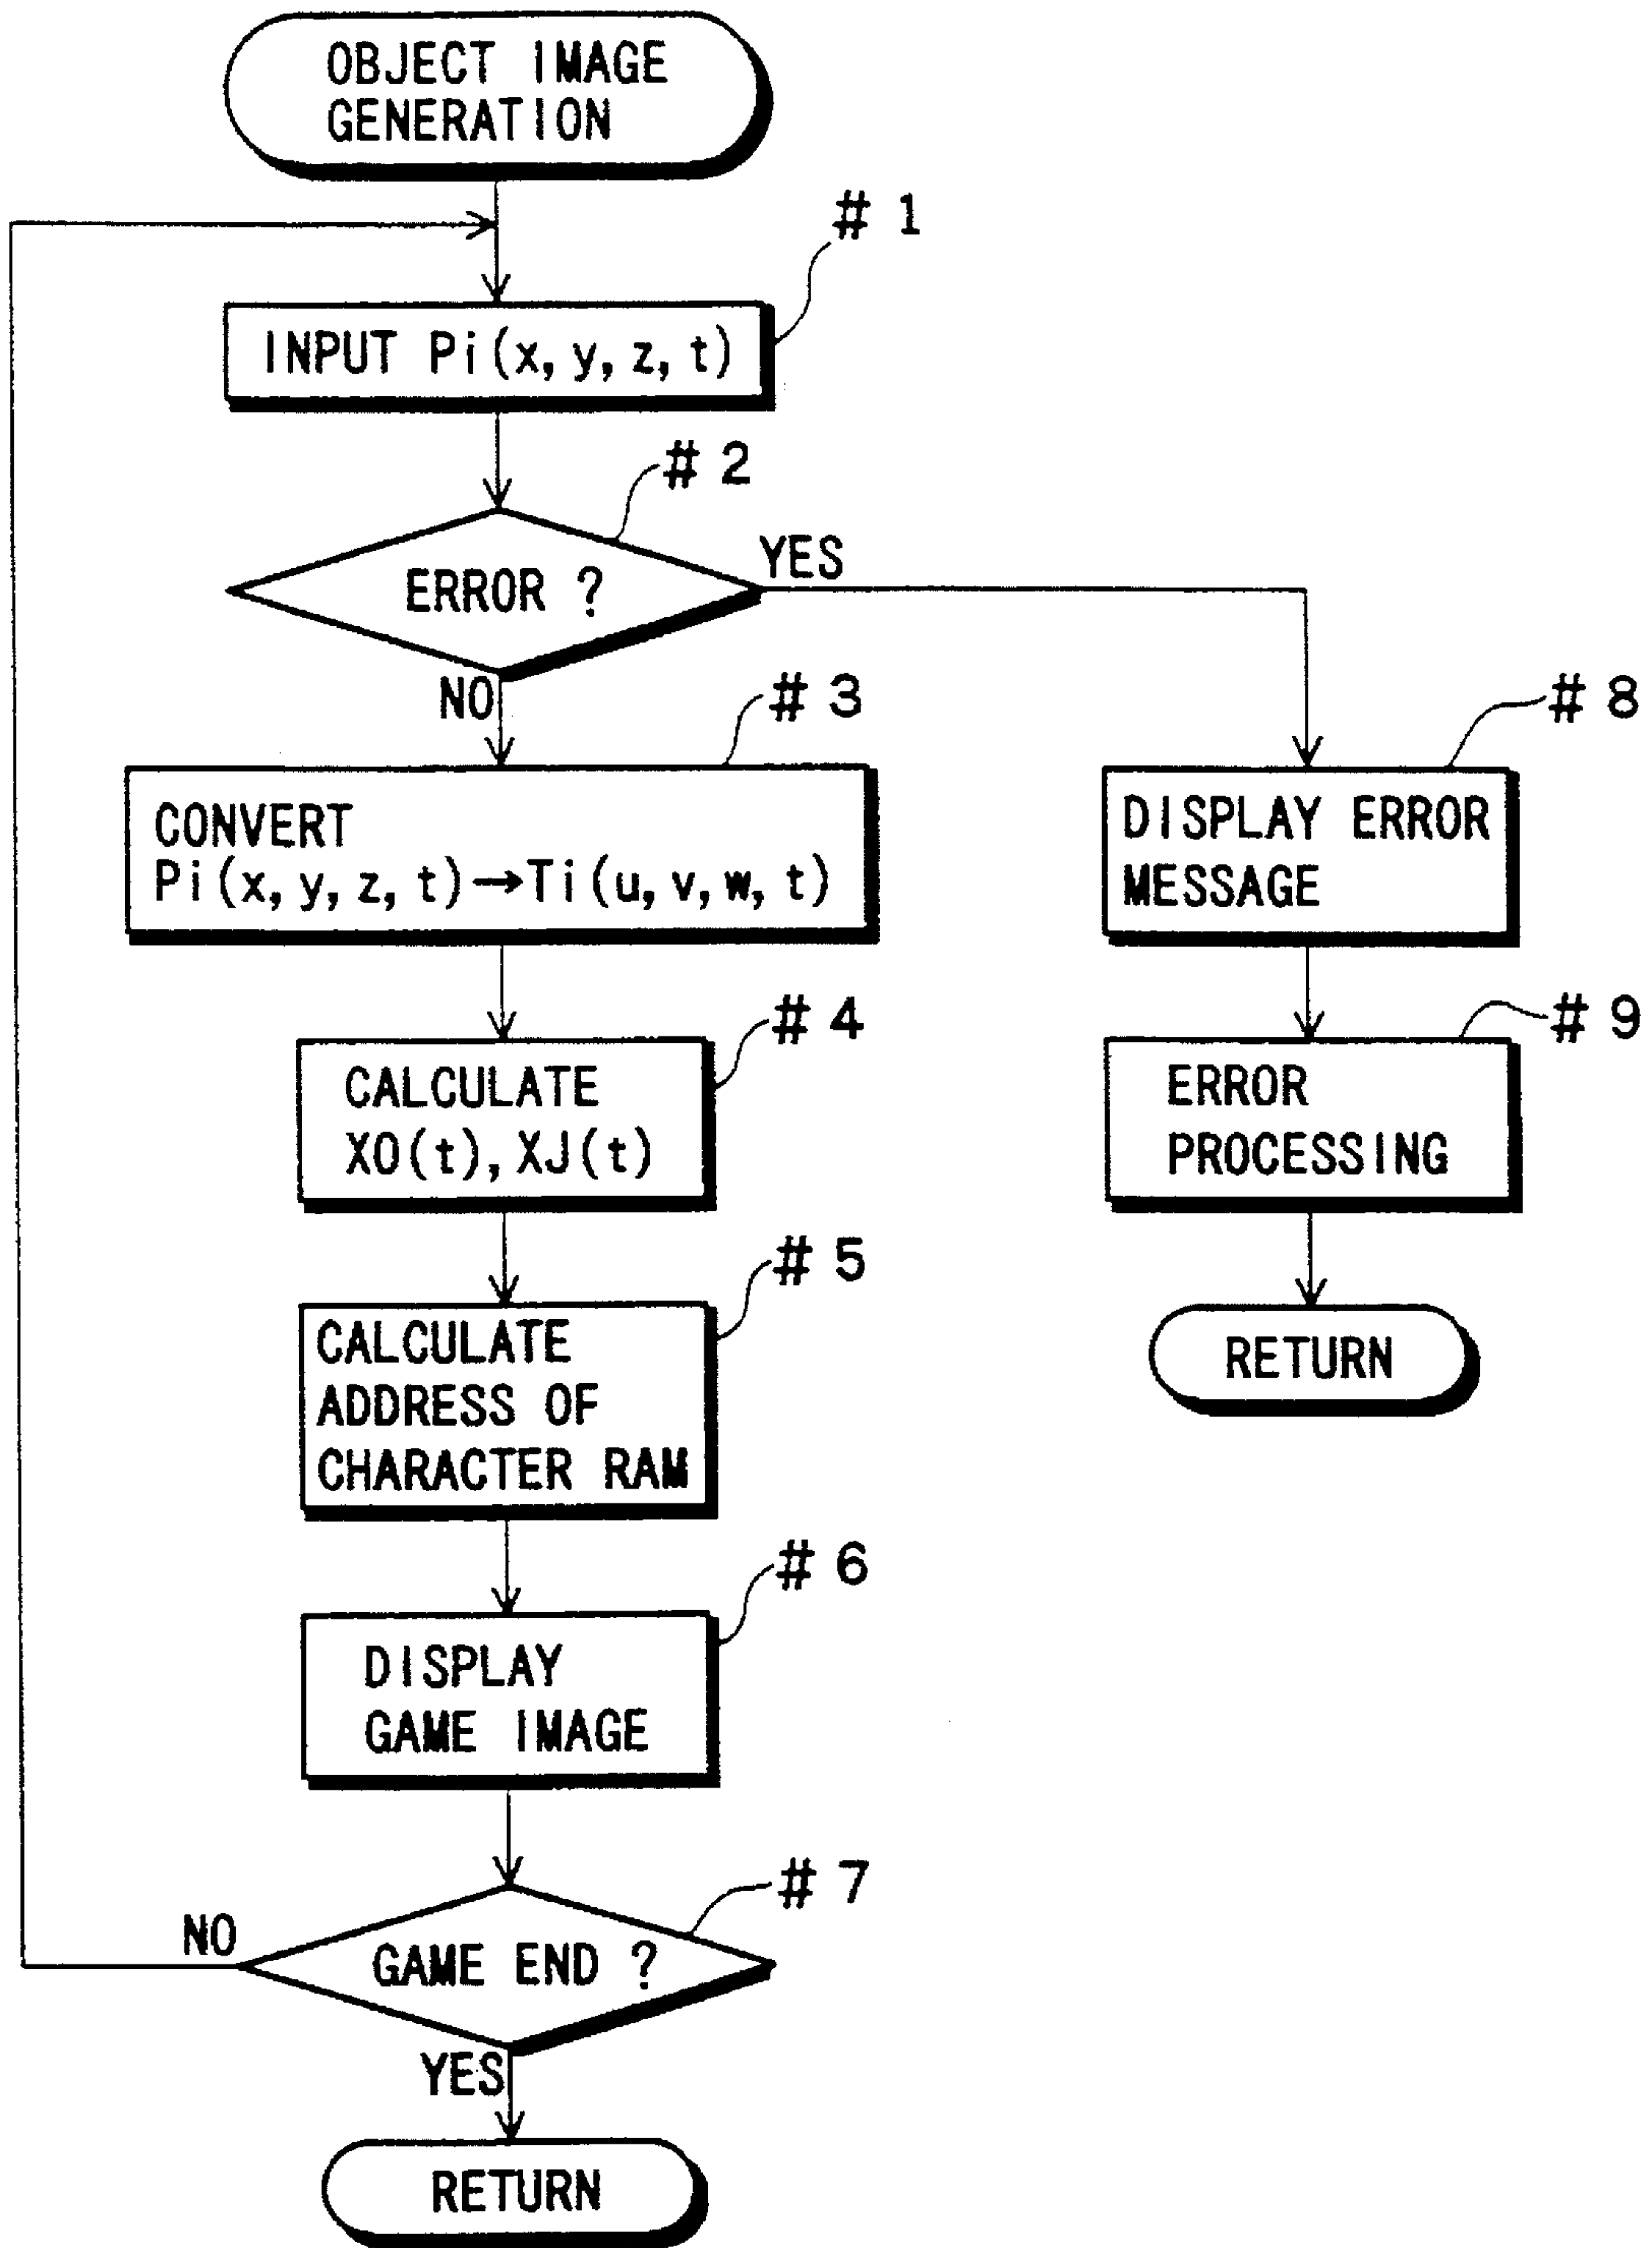 OBJECT IMAGE
GENERATION
# 1
INPUT Pi(x, y, z, t)
# 2
ERROR ?
YES
NO
# 3
CONVERT
Pi(x, y, z, t)→Ti(u, v, w, t)
# 8
DISPLAY ERROR
MESSAGE
# 4
CALCULATE
XO(t), XJ(t)
# 9
ERROR
PROCESSING
# 5
CALCULATE
ADDRESS OF
CHARACTER RAM
RETURN
# 6
DISPLAY
GAME IMAGE
# 7
GAME END ?
NO
YES
RETURN